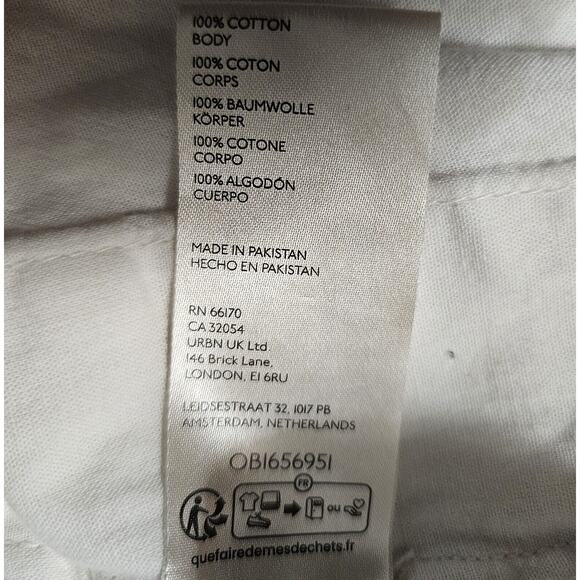 100% COTTON
BODY
100% COTON
CORPS
100% BAUMWOLLE
KÖRPER
100% COTONE
CORPO
100% ALGODÓN
CUERPO
MADE IN PAKISTAN
HECHO EN PAKISTAN
RN 66170
CA 32054
URBN UK Ltd
146 Brick Lane,
LONDON, E1 6RU
LEIDSESTRAAT 32, 1017 PB
AMSTERDAM, NETHERLANDS
OB1656951
FR
OU
quefairedemesdechets.fr